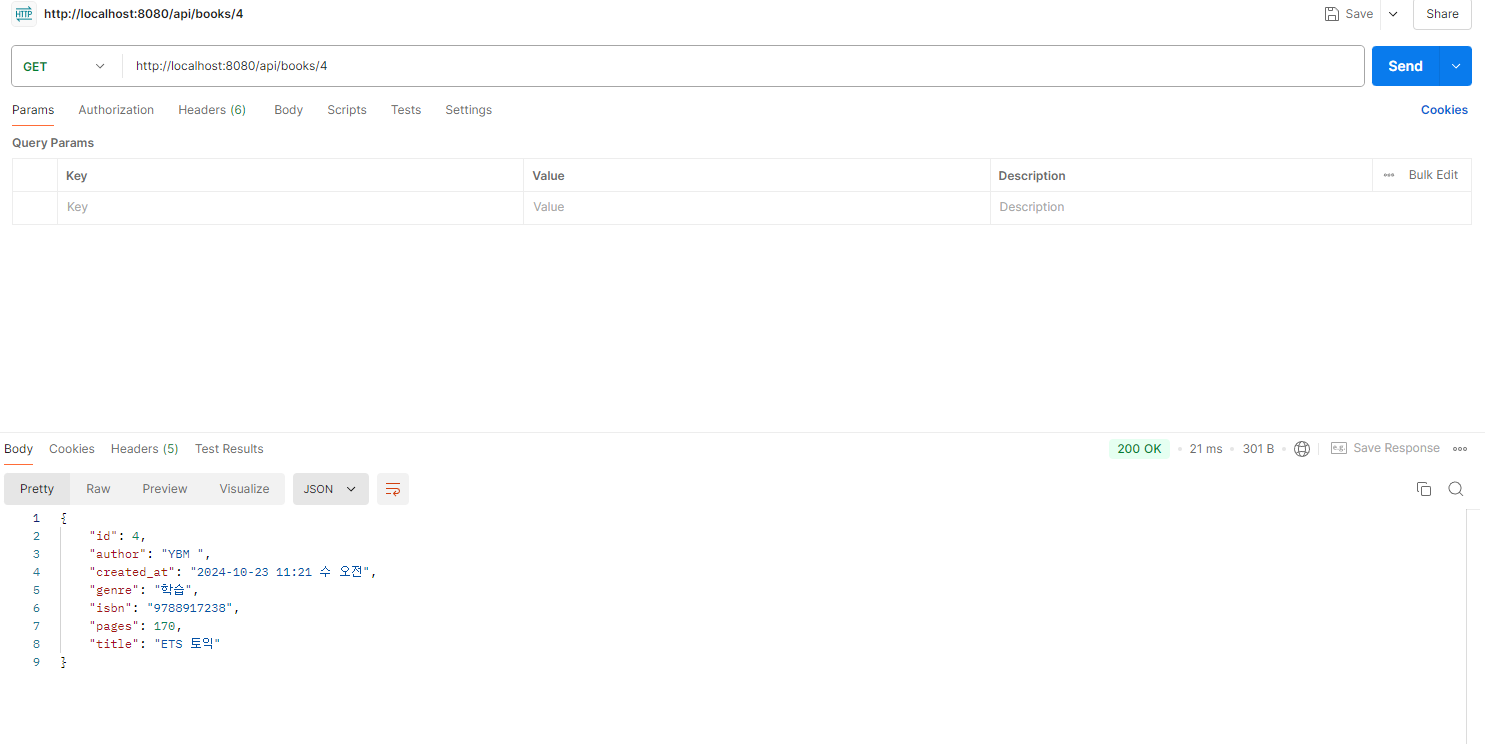 HTTP http://localhost:8080/api/books/4 Save Share
GET http://localhost:8080/api/books/4 Send
Params Authorization Headers (6) Body Scripts Tests Settings Cookies
Query Params
Key Value Description ••• Bulk Edit
Key Value Description
Body Cookies Headers (5) Test Results 200 OK • 21 ms • 301 B • e.g. Save Response •••
Pretty Raw Preview Visualize JSON
1 {
2 "id": 4,
3 "author": "YBM ",
4 "created_at": "2024-10-23 11:21 수 오전",
5 "genre": "학습",
6 "isbn": "9788917238",
7 "pages": 170,
8 "title": "ETS 토익"
9 }